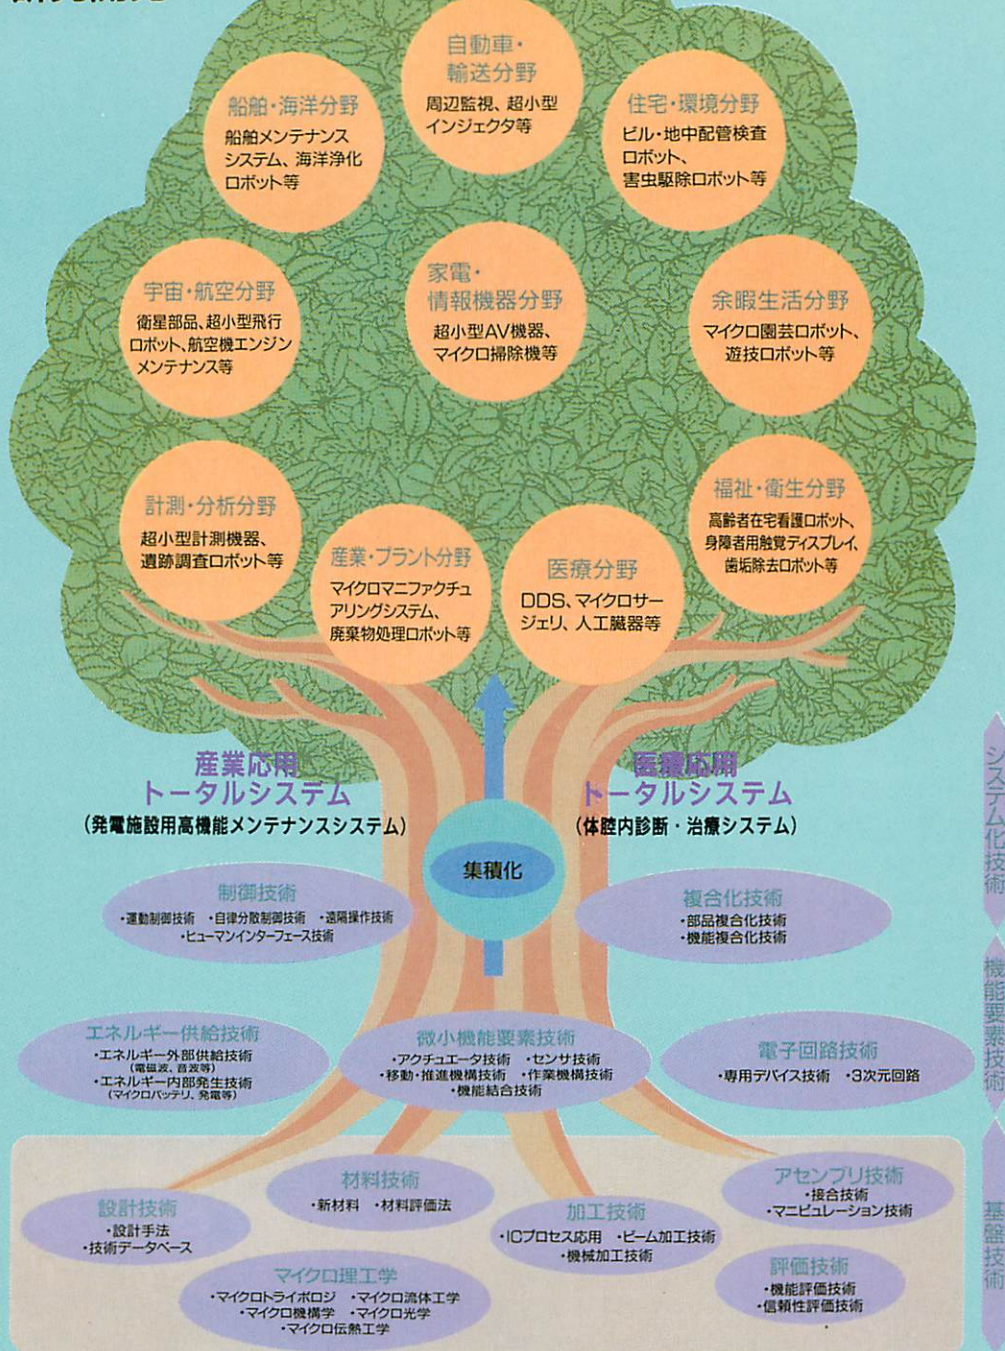 自動車・
輸送分野
周辺監視、超小型
インジェクタ等
船舶・海洋分野
船舶メンテナンス
システム、海洋浄化
ロボット等
住宅・環境分野
ビル・地中配管検査
ロボット、
害虫駆除ロボット等
宇宙・航空分野
衛星部品、超小型飛行
ロボット、航空機エンジン
メンテナンス等
家電・
情報機器分野
超小型AV機器、
マイクロ掃除機等
余暇生活分野
マイクロ園芸ロボット、
遊技ロボット等
計測・分析分野
超小型計測機器、
遺跡調査ロボット等
産業・プラント分野
マイクロマニファクチュ
アリングシステム、
廃棄物処理ロボット等
医療分野
DDS、マイクロサー
ジェリ、人工臓器等
福祉・衛生分野
高齢者在宅看護ロボット、
身障者用触覚ディスプレイ、
歯垢除去ロボット等
産業応用
トータルシステム
(発電施設用高機能メンテナンスシステム)
医療応用
トータルシステム
(体腔内診断・治療システム)
集積化
制御技術
・運動制御技術 ・自律分散制御技術 ・遠隔操作技術
・ヒューマンインターフェース技術
複合化技術
・部品複合化技術
・機能複合化技術
エネルギー供給技術
・エネルギー外部供給技術
(電磁波、音波等)
・エネルギー内部発生技術
(マイクロバッテリ、発電等)
微小機能要素技術
・アクチュエータ技術 ・センサ技術
・移動・推進機構技術 ・作業機構技術
・機能結合技術
電子回路技術
・専用デバイス技術 ・3次元回路
設計技術
・設計手法
・技術データベース
材料技術
・新材料 ・材料評価法
加工技術
・ICプロセス応用 ・ビーム加工技術
・機械加工技術
アセンブリ技術
・接合技術
・マニピュレーション技術
マイクロ理工学
・マイクロトライボロジ ・マイクロ流体工学
・マイクロ機構学 ・マイクロ光学
・マイクロ伝熱工学
評価技術
・機能評価技術
・信頼性評価技術
システム化技術
機能要素技術
基盤技術